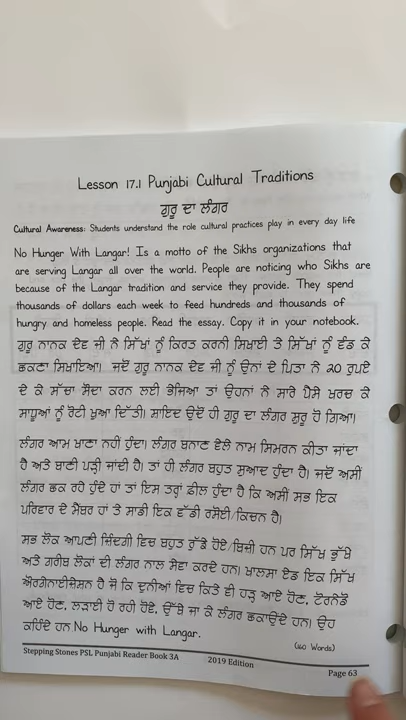 Lesson 17.1 Punjabi Cultural Traditions
ਗੁਰੂ ਦਾ ਲੰਗਰ
Cultural Awareness: Students understand the role cultural practices play in every day life
No Hunger With Langar! Is a motto of the Sikhs organizations that
are serving Langar all over the world. People are noticing who Sikhs are
because of the Langar tradition and service they provide. They spend
thousands of dollars each week to feed hundreds and thousands of
hungry and homeless people. Read the essay. Copy it in your notebook.
ਗੁਰੂ ਨਾਨਕ ਦੇਵ ਜੀ ਨੇ ਸਿੱਖਾਂ ਨੂੰ ਕਿਰਤ ਕਰਨੀ ਸਿਖਾਈ ਤੇ ਸਿੱਖਾਂ ਨੂੰ ਵੰਡ ਕੇ
ਛਕਣਾ ਸਿਖਾਇਆ। ਜਦੋਂ ਗੁਰੂ ਨਾਨਕ ਦੇਵ ਜੀ ਨੂੰ ਉਨਾਂ ਦੇ ਪਿਤਾ ਨੇ 20 ਰੁਪਏ
ਦੇ ਕੇ ਸੱਚਾ ਸੌਦਾ ਕਰਨ ਲਈ ਭੇਜਿਆ ਤਾਂ ਉਹਨਾਂ ਨੇ ਸਾਰੇ ਪੈਸੇ ਖਰਚ ਕੇ
ਸਾਧੂਆਂ ਨੂੰ ਰੋਟੀ ਖੁਆ ਦਿੱਤੀ। ਸਾਇਦ ਉਦੋਂ ਹੀ ਗੁਰੂ ਦਾ ਲੰਗਰ ਸ਼ੁਰੂ ਹੋ ਗਿਆ।
ਲੰਗਰ ਆਮ ਖਾਣਾ ਨਹੀਂ ਹੁੰਦਾ। ਲੰਗਰ ਬਨਾਣ ਵੇਲੇ ਨਾਮ ਸਿਮਰਨ ਕੀਤਾ ਜਾਂਦਾ
ਹੈ ਅਤੇ ਬਾਣੀ ਪੜ੍ਹੀ ਜਾਂਦੀ ਹੈ। ਤਾਂ ਹੀ ਲੰਗਰ ਬਹੁਤ ਸੁਆਦ ਹੁੰਦਾ ਹੈ। ਜਦੋਂ ਅਸੀਂ
ਲੰਗਰ ਛਕ ਰਹੇ ਹੁੰਦੇ ਹਾਂ ਤਾਂ ਇਸ ਤਰ੍ਹਾਂ ਫ਼ੀਲ ਹੁੰਦਾ ਹੈ ਕਿ ਅਸੀਂ ਸਭ ਇਕ
ਪਰਿਵਾਰ ਦੇ ਮੈਂਬਰ ਹਾਂ ਤੇ ਸਾਡੀ ਇਕ ਵੱਡੀ ਰਸੋਈ/ਕਿਚਨ ਹੈ।
ਸਭ ਲੋਕ ਆਪਣੀ ਜ਼ਿੰਦਗੀ ਵਿਚ ਬਹੁਤ ਰੁੱਝੇ ਹੋਏ/ਬਿਜ਼ੀ ਹਨ ਪਰ ਸਿੱਖ ਭੁੱਖੇ
ਅਤੇ ਗਰੀਬ ਲੋਕਾਂ ਦੀ ਲੰਗਰ ਨਾਲ ਸੇਵਾ ਕਰਦੇ ਹਨ। ਖਾਲਸਾ ਏਡ ਇਕ ਸਿੱਖ
ਔਰਗੇਨਾਈਜੇਸ਼ਨ ਹੈ ਜੋ ਕਿ ਦੁਨੀਆਂ ਵਿਚ ਕਿਤੇ ਵੀ ਹੜ੍ਹ ਆਏ ਹੋਣ, ਟੋਰਨੇਡੋ
ਆਏ ਹੋਣ, ਲੜਾਈ ਹੋ ਰਹੀ ਹੋਏ, ਉੱਥੇ ਜਾ ਕੇ ਲੰਗਰ ਛਕਾਉਂਦੇ ਹਨ। ਉਹ
ਕਹਿੰਦੇ ਹਨ No Hunger with Langar.
(160 Words)
Stepping Stones PSL Punjabi Reader Book 3A 2019 Edition Page 63